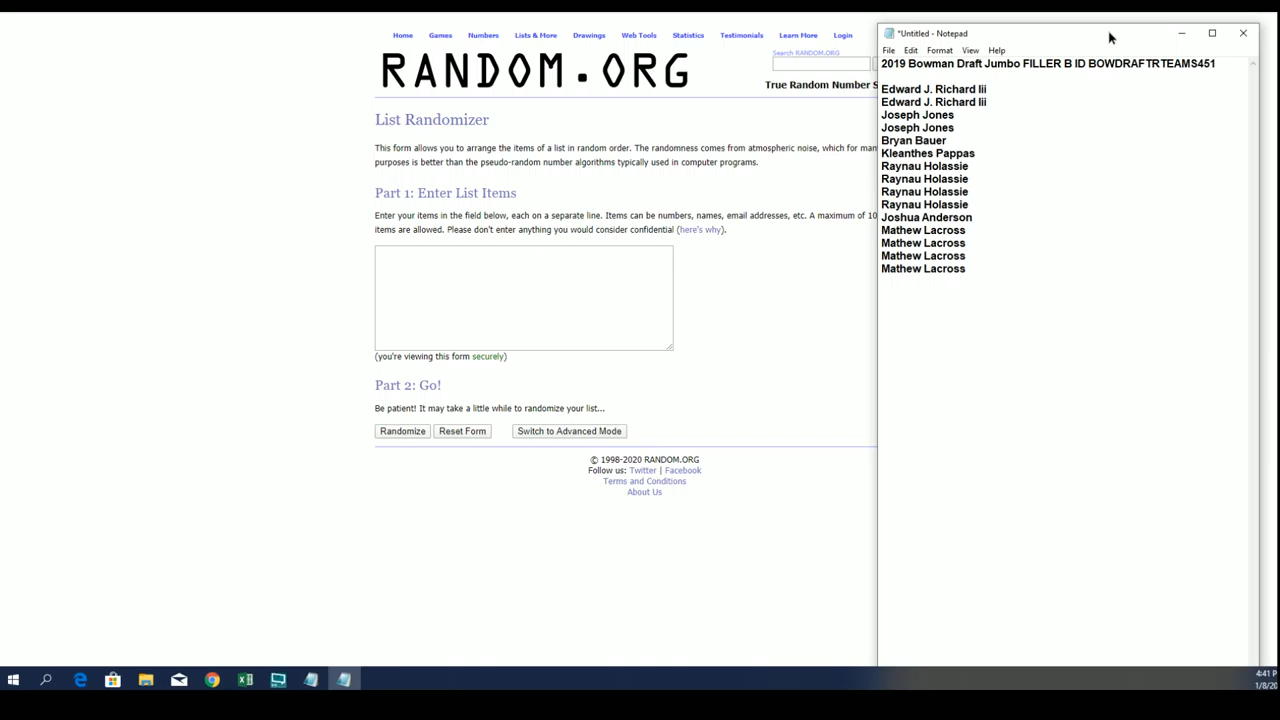 Home Games Numbers Lists & More Drawings Web Tools Statistics Testimonials Learn More Login
Search RANDOM.ORG
RANDOM.ORG
True Random Number S
List Randomizer
This form allows you to arrange the items of a list in random order. The randomness comes from atmospheric noise, which for man
purposes is better than the pseudo-random number algorithms typically used in computer programs.
Part 1: Enter List Items
Enter your items in the field below, each on a separate line. Items can be numbers, names, email addresses, etc. A maximum of 10
items are allowed. Please don't enter anything you would consider confidential (here's why).
(you're viewing this form securely)
Part 2: Go!
Be patient! It may take a little while to randomize your list...
Randomize Reset Form Switch to Advanced Mode
© 1998-2020 RANDOM.ORG
Follow us: Twitter | Facebook
Terms and Conditions
About Us
*Untitled - Notepad
File Edit Format View Help
2019 Bowman Draft Jumbo FILLER B ID BOWDRAFTRTEAMS451
Edward J. Richard Iii
Edward J. Richard Iii
Joseph Jones
Joseph Jones
Bryan Bauer
Kleanthes Pappas
Raynau Holassie
Raynau Holassie
Raynau Holassie
Raynau Holassie
Joshua Anderson
Mathew Lacross
Mathew Lacross
Mathew Lacross
Mathew Lacross
4:41 P
1/8/20